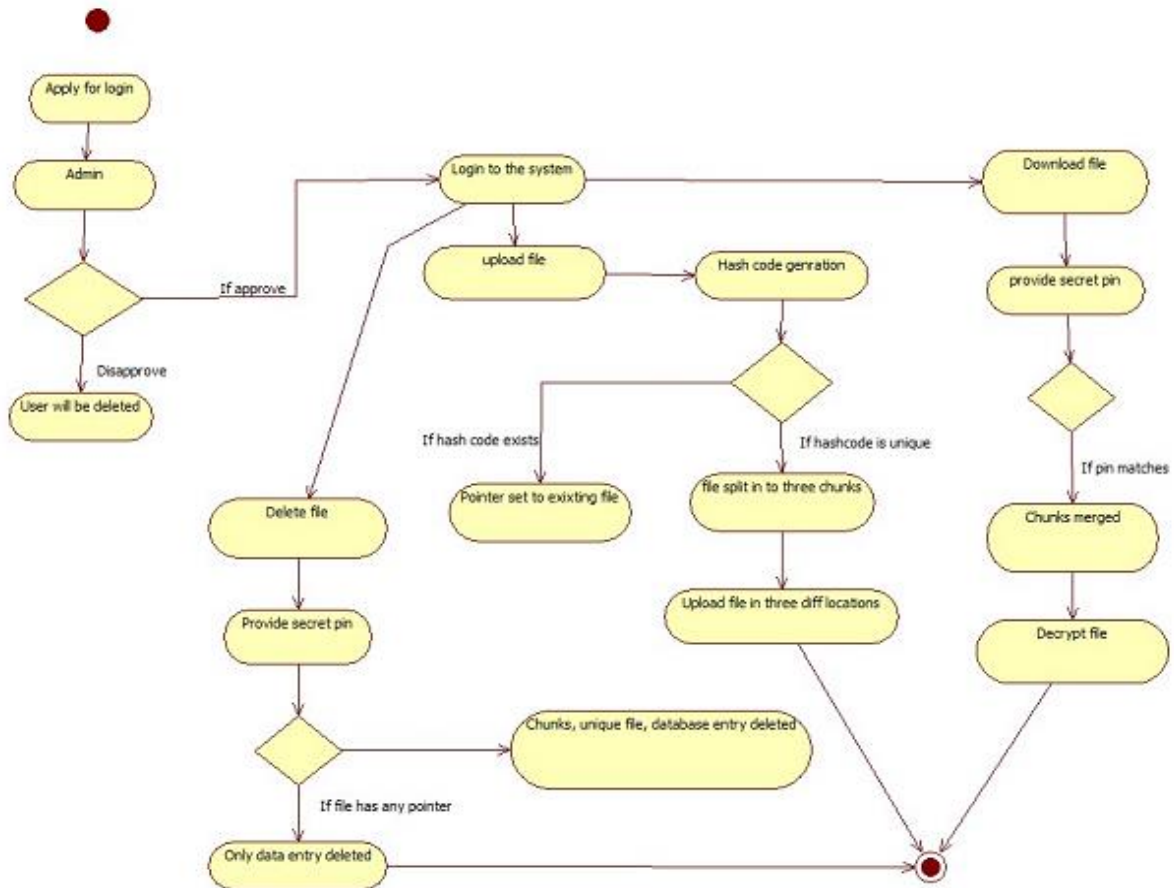 Apply for login
Admin
If approve
Disapprove
User will be deleted
Login to the system
upload file
Hash code genration
If hash code exists
If hashcode is unique
Pointer set to exixting file
file split in to three chunks
Upload file in three diff locations
Download file
provide secret pin
If pin matches
Chunks merged
Decrypt file
Delete file
Provide secret pin
Chunks, unique file, database entry deleted
If file has any pointer
Only data entry deleted